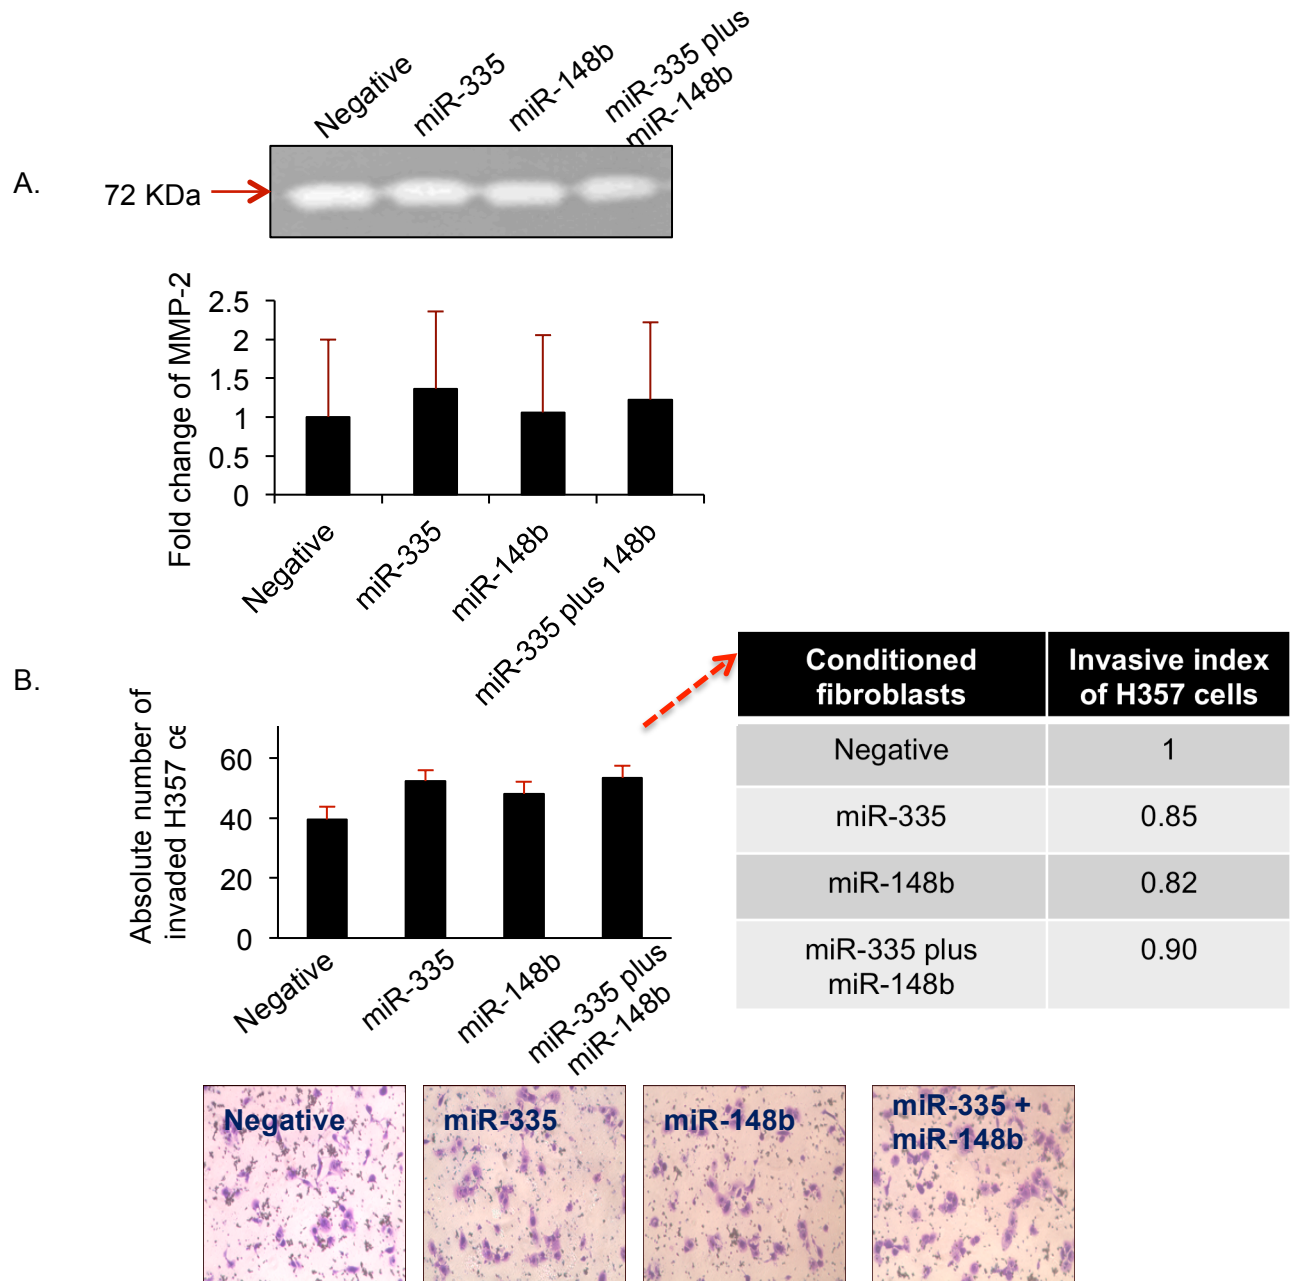 Negative
miR-335
miR-148b
miR-335 plus
miR-148b
A.
72 KDa
Fold change of MMP-2
2.5
2
1.5
1
0.5
0
Negative
miR-335
miR-148b
miR-335 plus 148b
B.
Absolute number of
invaded H357
60
40
20
0
Negative
miR-335
miR-148b
miR-335 plus
miR-148b
Conditioned fibroblasts
Invasive index of H357 cells
Negative
1
miR-335
0.85
miR-148b
0.82
miR-335 plus
miR-148b
0.90
Negative
miR-335
miR-148b
miR-335 +
miR-148b